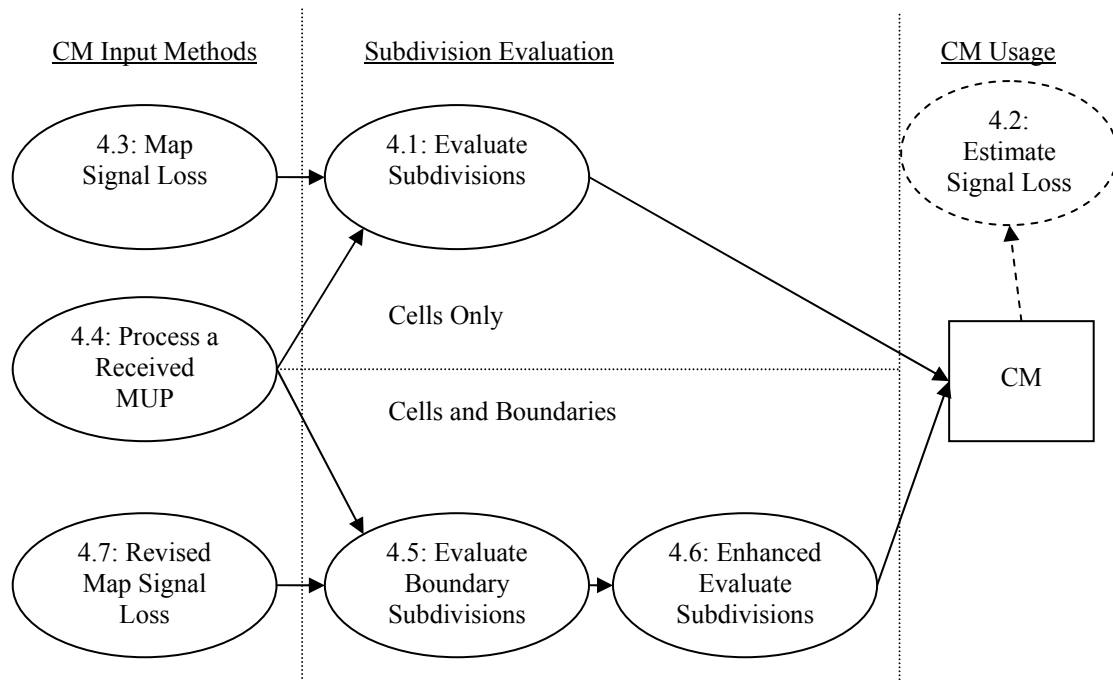 CM Input Methods
Subdivision Evaluation
CM Usage
4.3: Map
Signal Loss
4.1: Evaluate
Subdivisions
4.2:
Estimate
Signal Loss
Cells Only
4.4: Process a
Received
MUP
CM
Cells and Boundaries
4.7: Revised
Map Signal
Loss
4.5: Evaluate
Boundary
Subdivisions
4.6: Enhanced
Evaluate
Subdivisions